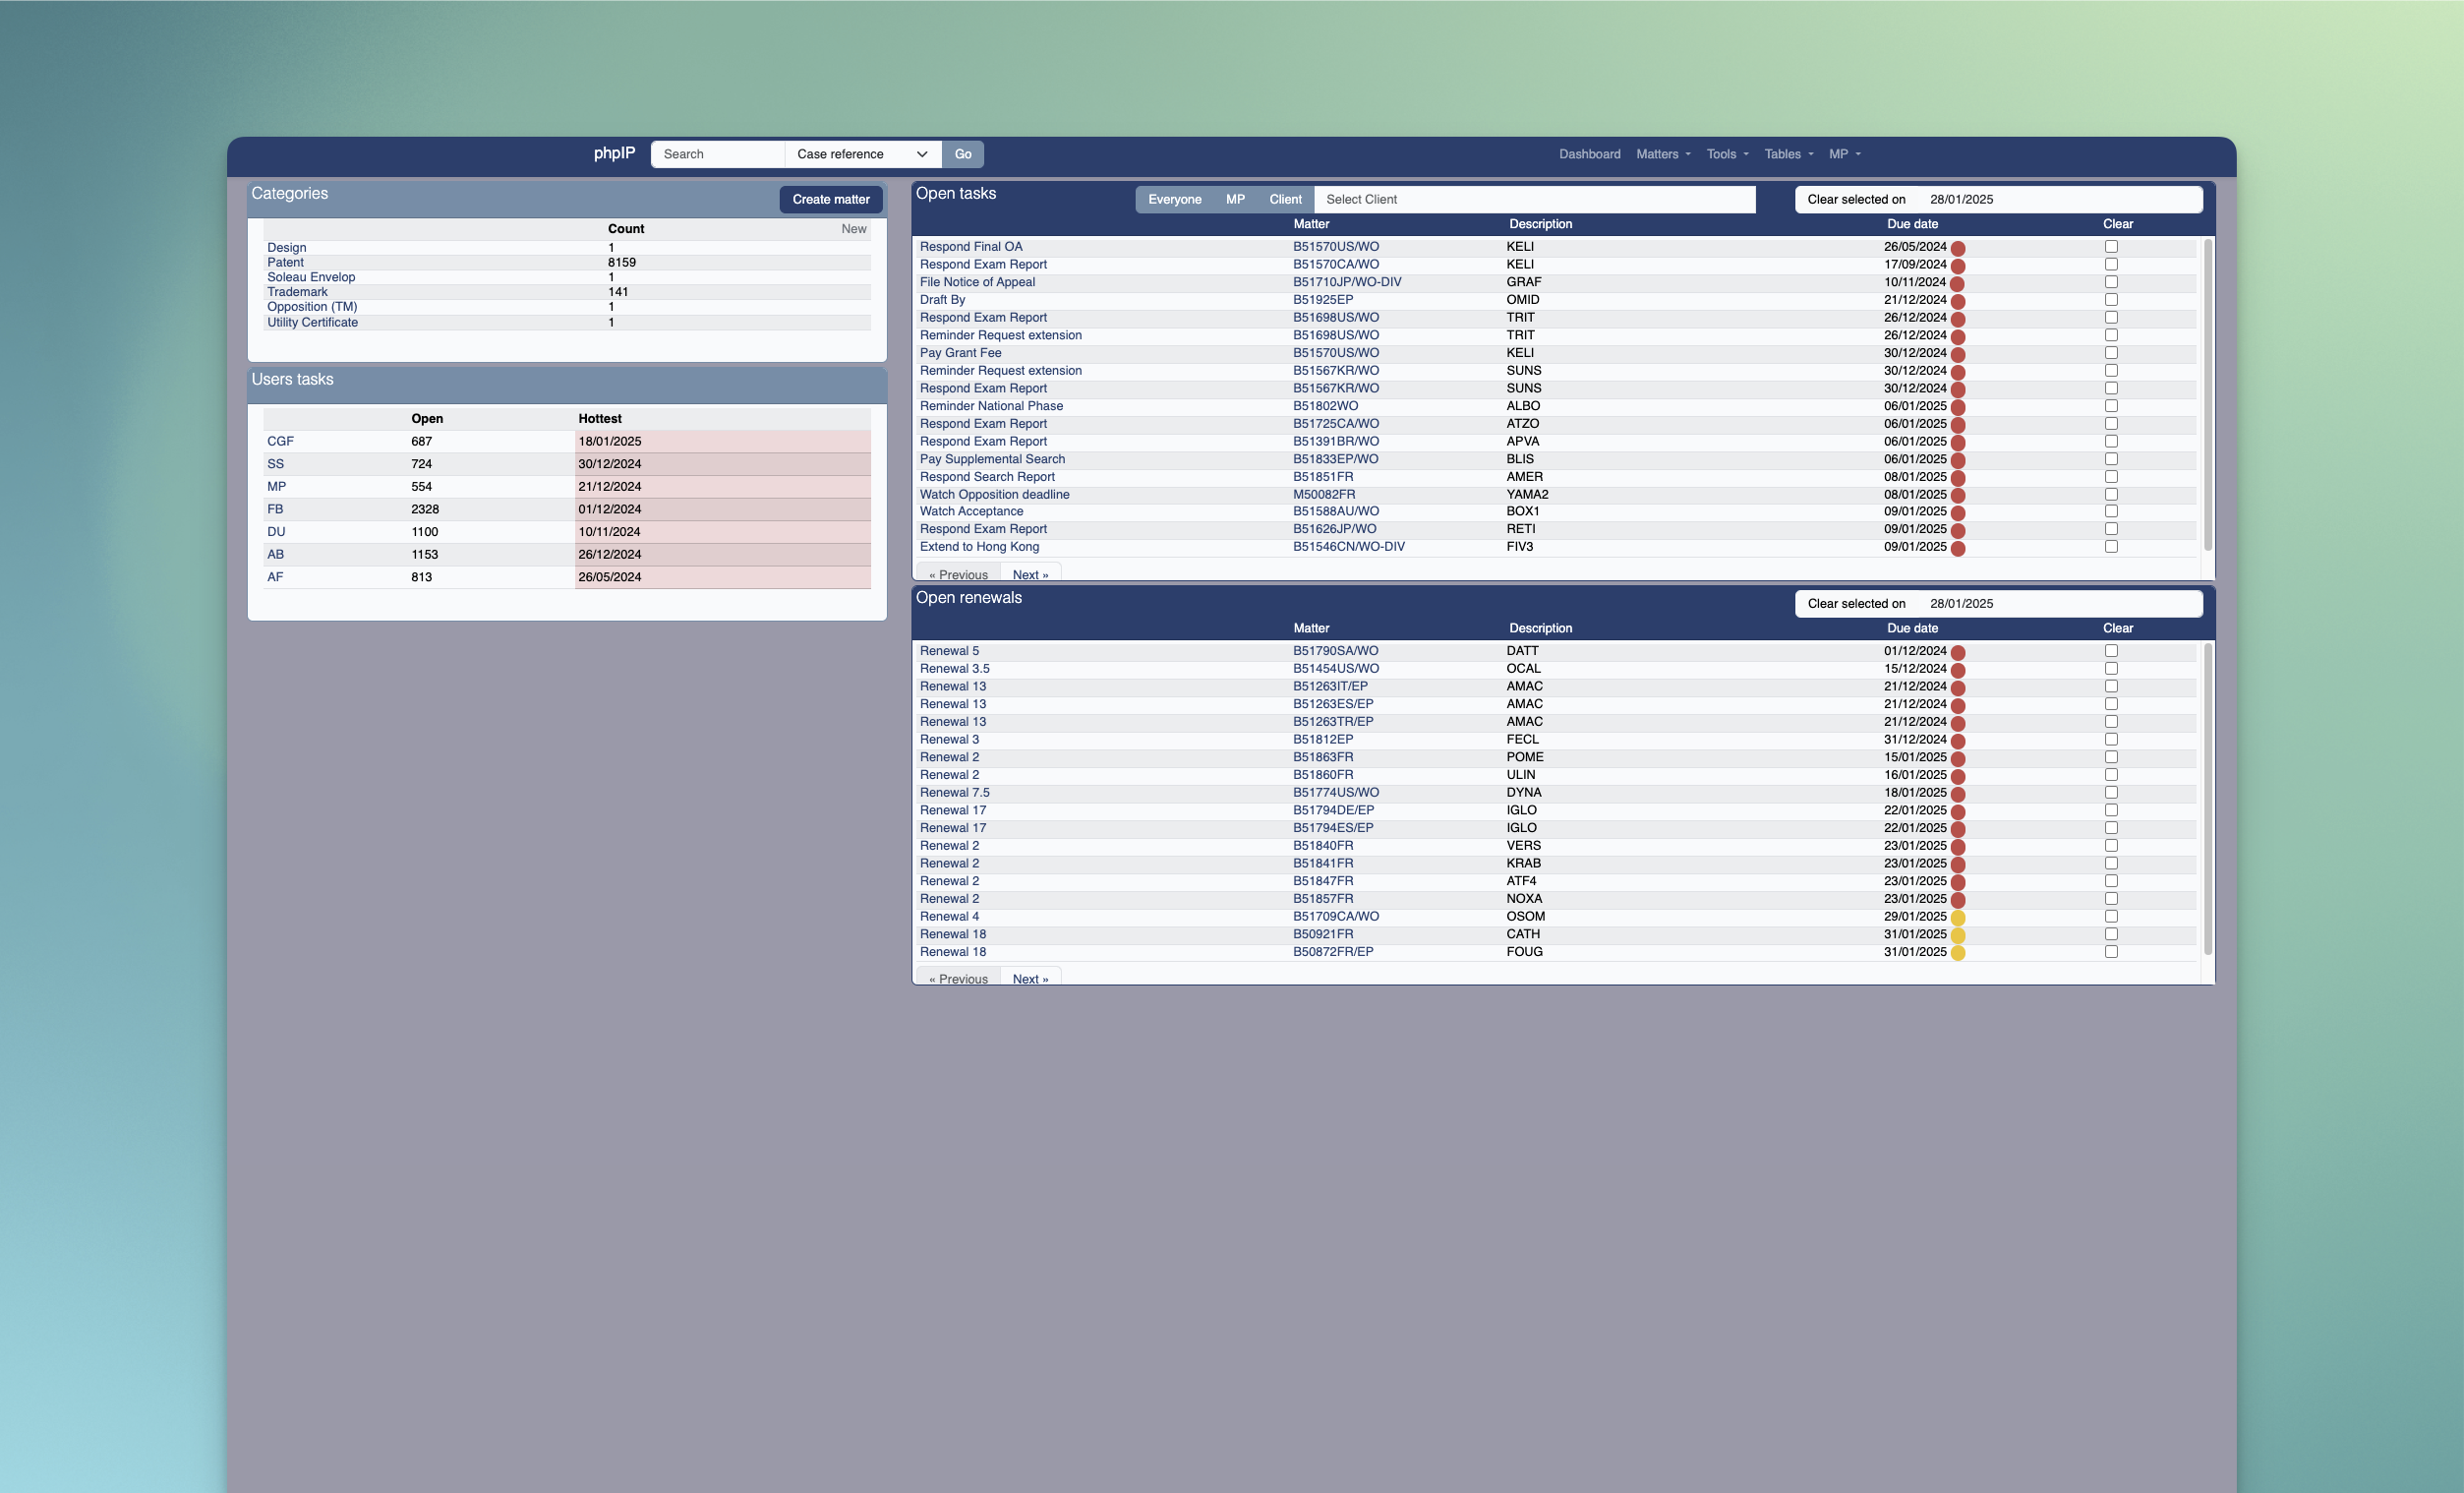 phpIP Search Case reference Go Dashboard Matters Tools Tables MP
Categories Create matter
Count New
Design 1
Patent 8159
Soleau Envelop 1
Trademark 141
Opposition (TM) 1
Utility Certificate 1
Users tasks
Open Hottest
CGF 687 18/01/2025
SS 724 30/12/2024
MP 554 21/12/2024
FB 2328 01/12/2024
DU 1100 10/11/2024
AB 1153 26/12/2024
AF 813 26/05/2024
Open tasks Everyone MP Client Select Client Clear selected on 28/01/2025
Matter Description Due date Clear
Respond Final OA B51570US/WO KELI 26/05/2024
Respond Exam Report B51570CA/WO KELI 17/09/2024
File Notice of Appeal B51710JP/WO-DIV GRAF 10/11/2024
Draft By B51925EP OMID 21/12/2024
Respond Exam Report B51698US/WO TRIT 26/12/2024
Reminder Request extension B51698US/WO TRIT 26/12/2024
Pay Grant Fee B51570US/WO KELI 30/12/2024
Reminder Request extension B51567KR/WO SUNS 30/12/2024
Respond Exam Report B51567KR/WO SUNS 30/12/2024
Reminder National Phase B51802WO ALBO 06/01/2025
Respond Exam Report B51725CA/WO ATZO 06/01/2025
Respond Exam Report B51391BR/WO APVA 06/01/2025
Pay Supplemental Search B51833EP/WO BLIS 06/01/2025
Respond Search Report B51851FR AMER 08/01/2025
Watch Opposition deadline M50082FR YAMA2 08/01/2025
Watch Acceptance B51588AU/WO BOX1 09/01/2025
Respond Exam Report B51626JP/WO RETI 09/01/2025
Extend to Hong Kong B51546CN/WO-DIV FIV3 09/01/2025
« Previous Next »
Open renewals Clear selected on 28/01/2025
Matter Description Due date Clear
Renewal 5 B51790SA/WO DATT 01/12/2024
Renewal 3.5 B51454US/WO OCAL 15/12/2024
Renewal 13 B51263IT/EP AMAC 21/12/2024
Renewal 13 B51263ES/EP AMAC 21/12/2024
Renewal 13 B51263TR/EP AMAC 21/12/2024
Renewal 3 B51812EP FECL 31/12/2024
Renewal 2 B51863FR POME 15/01/2025
Renewal 2 B51860FR ULIN 16/01/2025
Renewal 7.5 B51774US/WO DYNA 18/01/2025
Renewal 17 B51794DE/EP IGLO 22/01/2025
Renewal 17 B51794ES/EP IGLO 22/01/2025
Renewal 2 B51840FR VERS 23/01/2025
Renewal 2 B51841FR KRAB 23/01/2025
Renewal 2 B51847FR ATF4 23/01/2025
Renewal 2 B51857FR NOXA 23/01/2025
Renewal 4 B51709CA/WO OSOM 29/01/2025
Renewal 18 B50921FR CATH 31/01/2025
Renewal 18 B50872FR/EP FOUG 31/01/2025
« Previous Next »